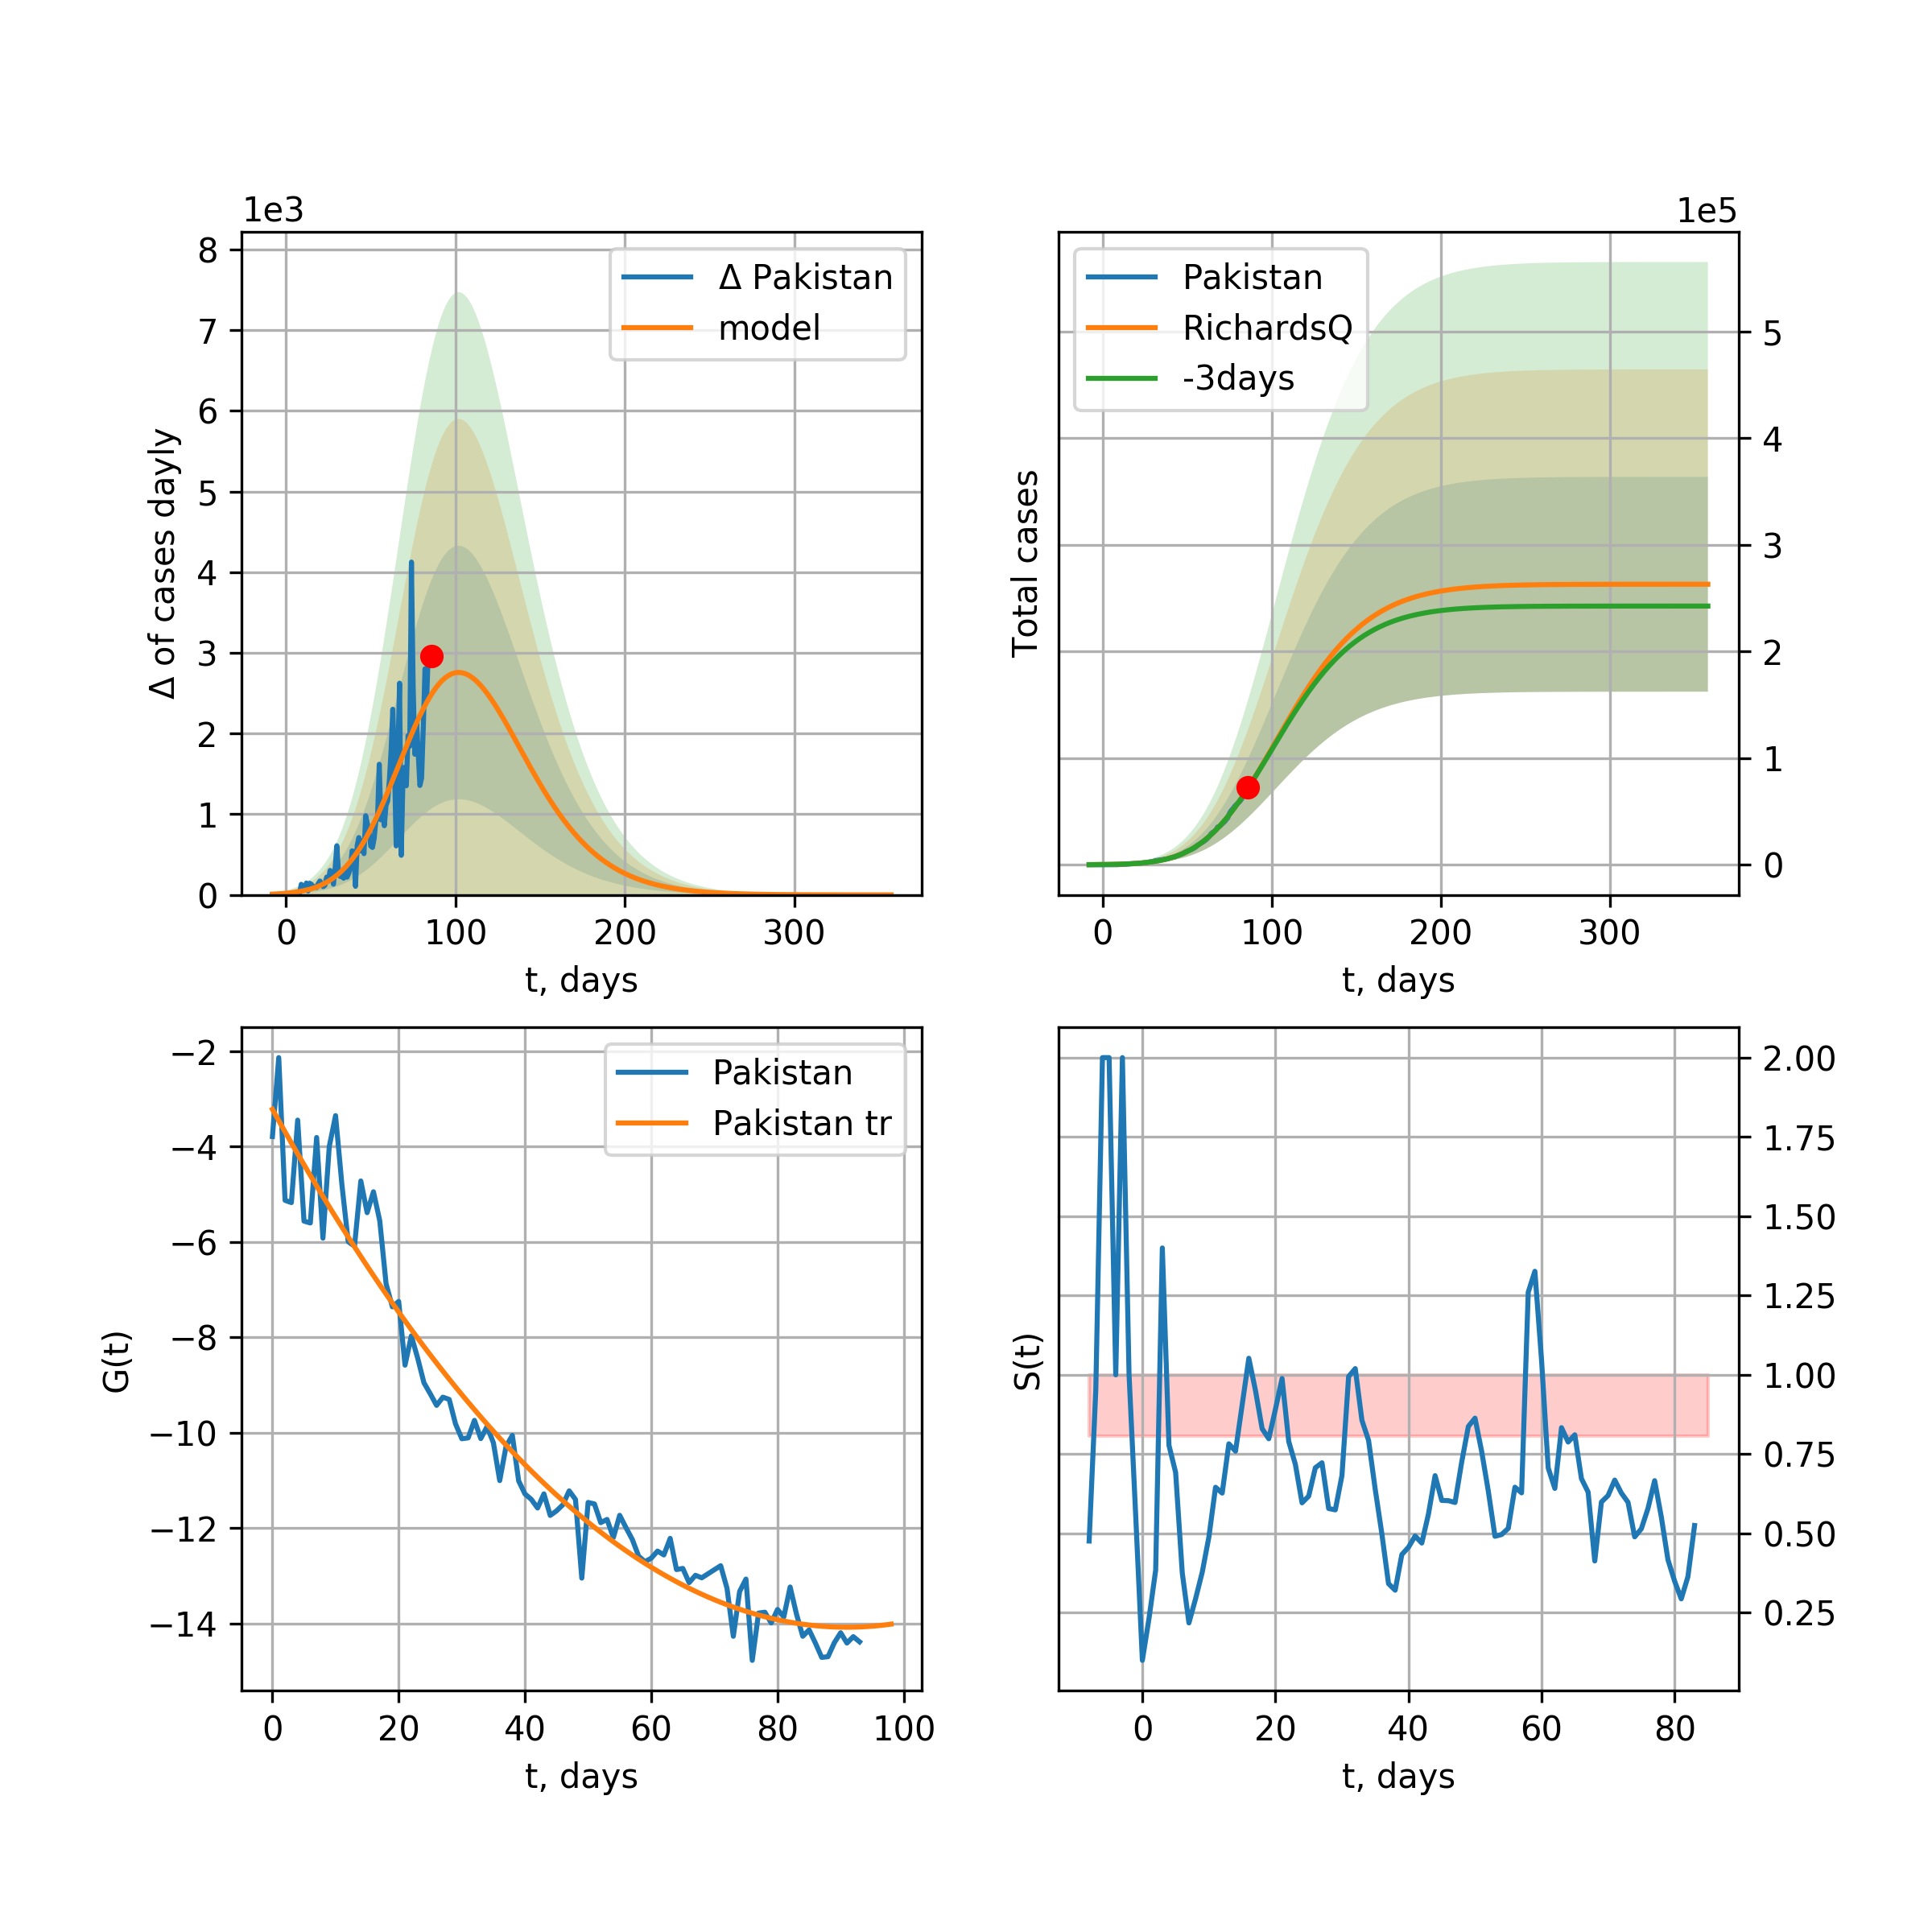 1e3
8
7
6
5
4
3
2
1
0
Δ of cases dayly
Δ Pakistan
model
0 100 200 300
t, days
1e5
Total cases
Pakistan
RichardsQ
-3days
5
4
3
2
1
0
0 100 200 300
t, days
−2
−4
−6
−8
−10
−12
−14
G(t)
Pakistan
Pakistan tr
0 20 40 60 80 100
t, days
S(t)
2.00
1.75
1.50
1.25
1.00
0.75
0.50
0.25
0 20 40 60 80
t, days